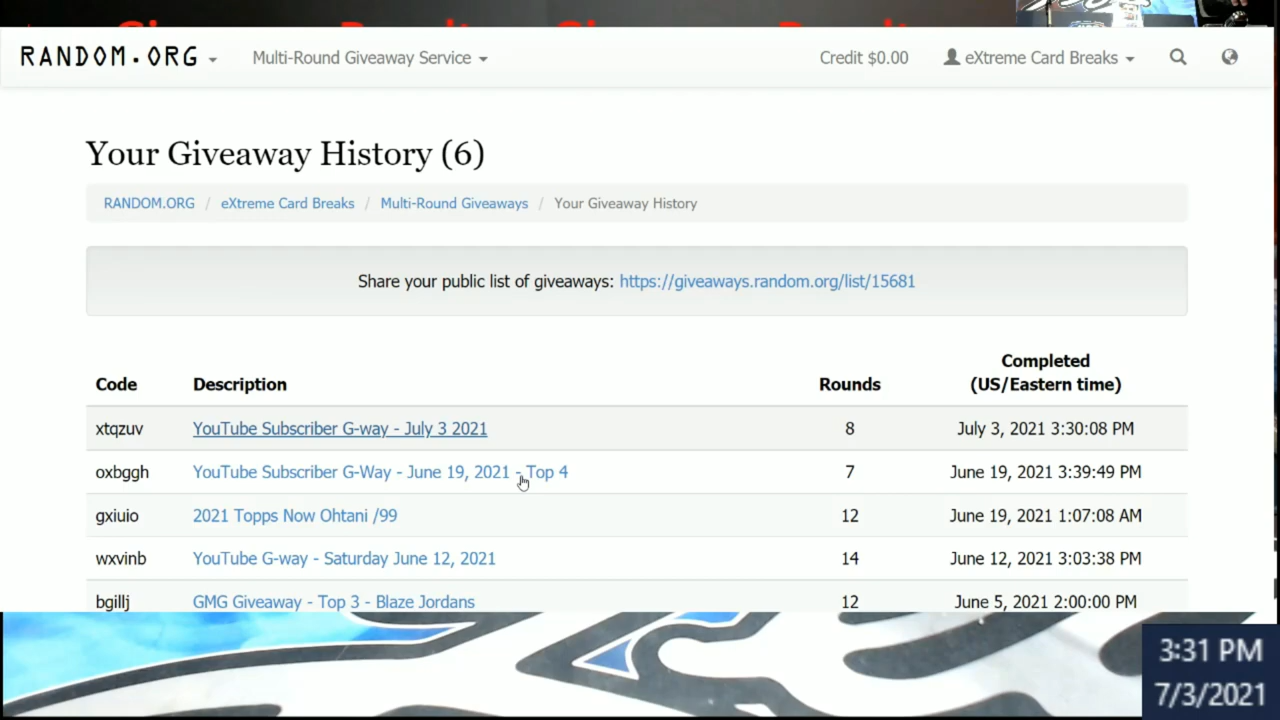 RANDOM.ORG Multi-Round Giveaway Service Credit $0.00 eXtreme Card Breaks
Your Giveaway History (6)
RANDOM.ORG / eXtreme Card Breaks / Multi-Round Giveaways / Your Giveaway History
Share your public list of giveaways: https://giveaways.random.org/list/15681
Completed
Code Description Rounds (US/Eastern time)
xtqzuv YouTube Subscriber G-way - July 3 2021 8 July 3, 2021 3:30:08 PM
oxbggh YouTube Subscriber G-Way - June 19, 2021 - Top 4 7 June 19, 2021 3:39:49 PM
gxiuio 2021 Topps Now Ohtani /99 12 June 19, 2021 1:07:08 AM
wxvinb YouTube G-way - Saturday June 12, 2021 14 June 12, 2021 3:03:38 PM
bgillj GMG Giveaway - Top 3 - Blaze Jordans 12 June 5, 2021 2:00:00 PM
3:31 PM
7/3/2021